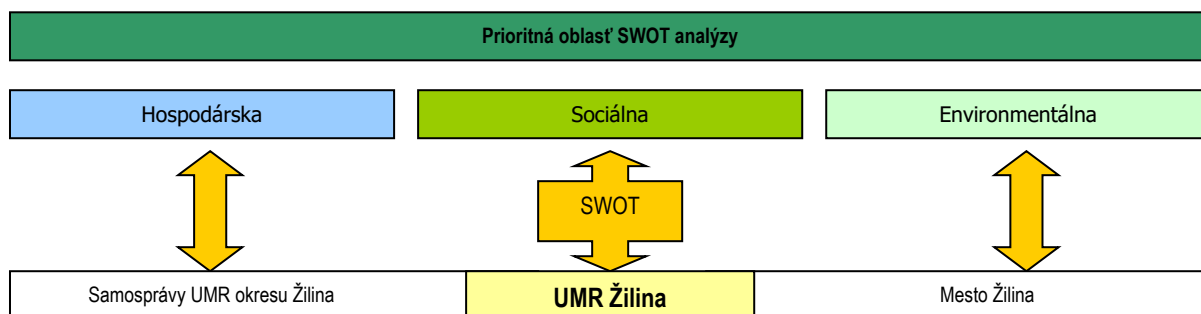 Prioritná oblasť SWOT analýzy
Hospodárska
Sociálna
Environmentálna
SWOT
Samosprávy UMR okresu Žilina
UMR Žilina
Mesto Žilina